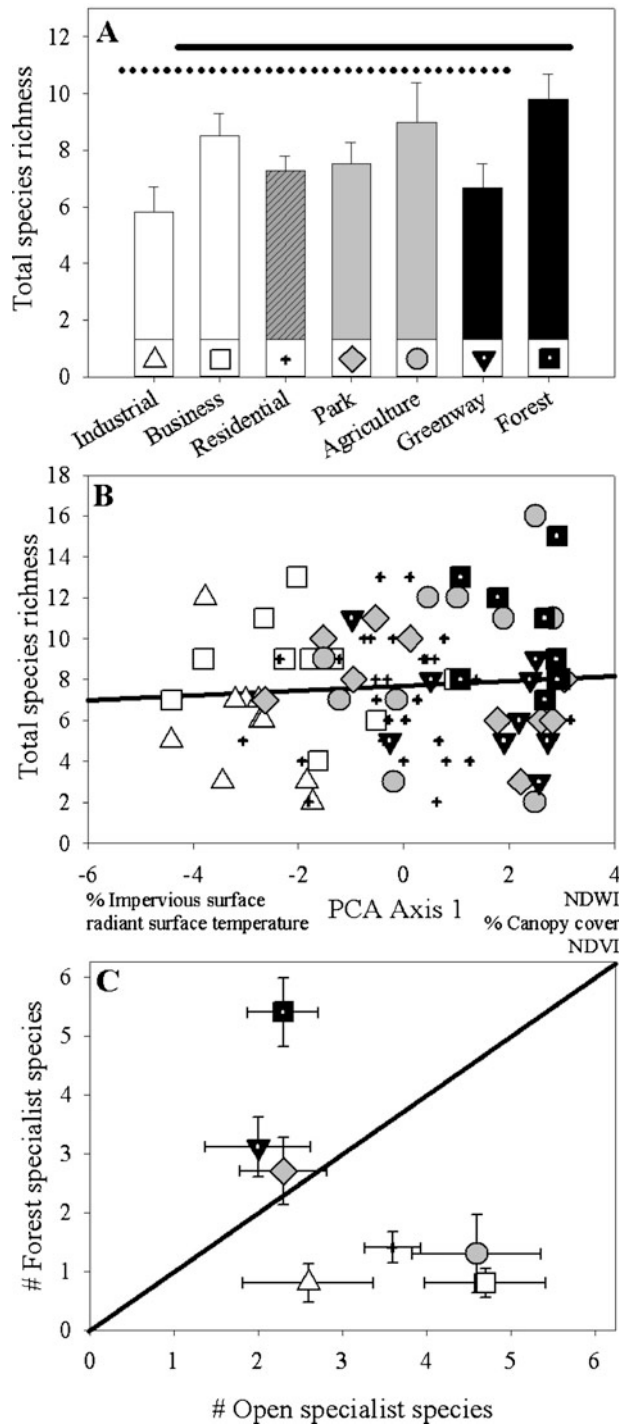 A
Total species richness
12
10
8
6
4
2
0
Industrial
Business
Residential
Park
Agriculture
Greenway
Forest
B
Total species richness
18
16
14
12
10
8
6
4
2
0
-6
-4
-2
0
2
4
% Impervious surface
radiant surface temperature
PCA Axis 1
NDWI
% Canopy cover
NDVI
C
# Forest specialist species
6
5
4
3
2
1
0
0
1
2
3
4
5
6
# Open specialist species